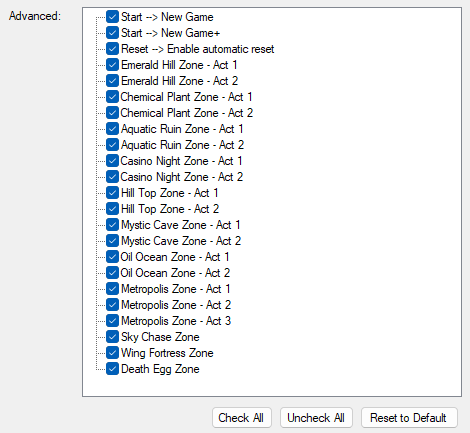 Advanced:
Start --> New Game
Start --> New Game+
Reset --> Enable automatic reset
Emerald Hill Zone - Act 1
Emerald Hill Zone - Act 2
Chemical Plant Zone - Act 1
Chemical Plant Zone - Act 2
Aquatic Ruin Zone - Act 1
Aquatic Ruin Zone - Act 2
Casino Night Zone - Act 1
Casino Night Zone - Act 2
Hill Top Zone - Act 1
Hill Top Zone - Act 2
Mystic Cave Zone - Act 1
Mystic Cave Zone - Act 2
Oil Ocean Zone - Act 1
Oil Ocean Zone - Act 2
Metropolis Zone - Act 1
Metropolis Zone - Act 2
Metropolis Zone - Act 3
Sky Chase Zone
Wing Fortress Zone
Death Egg Zone
Check All Uncheck All Reset to Default